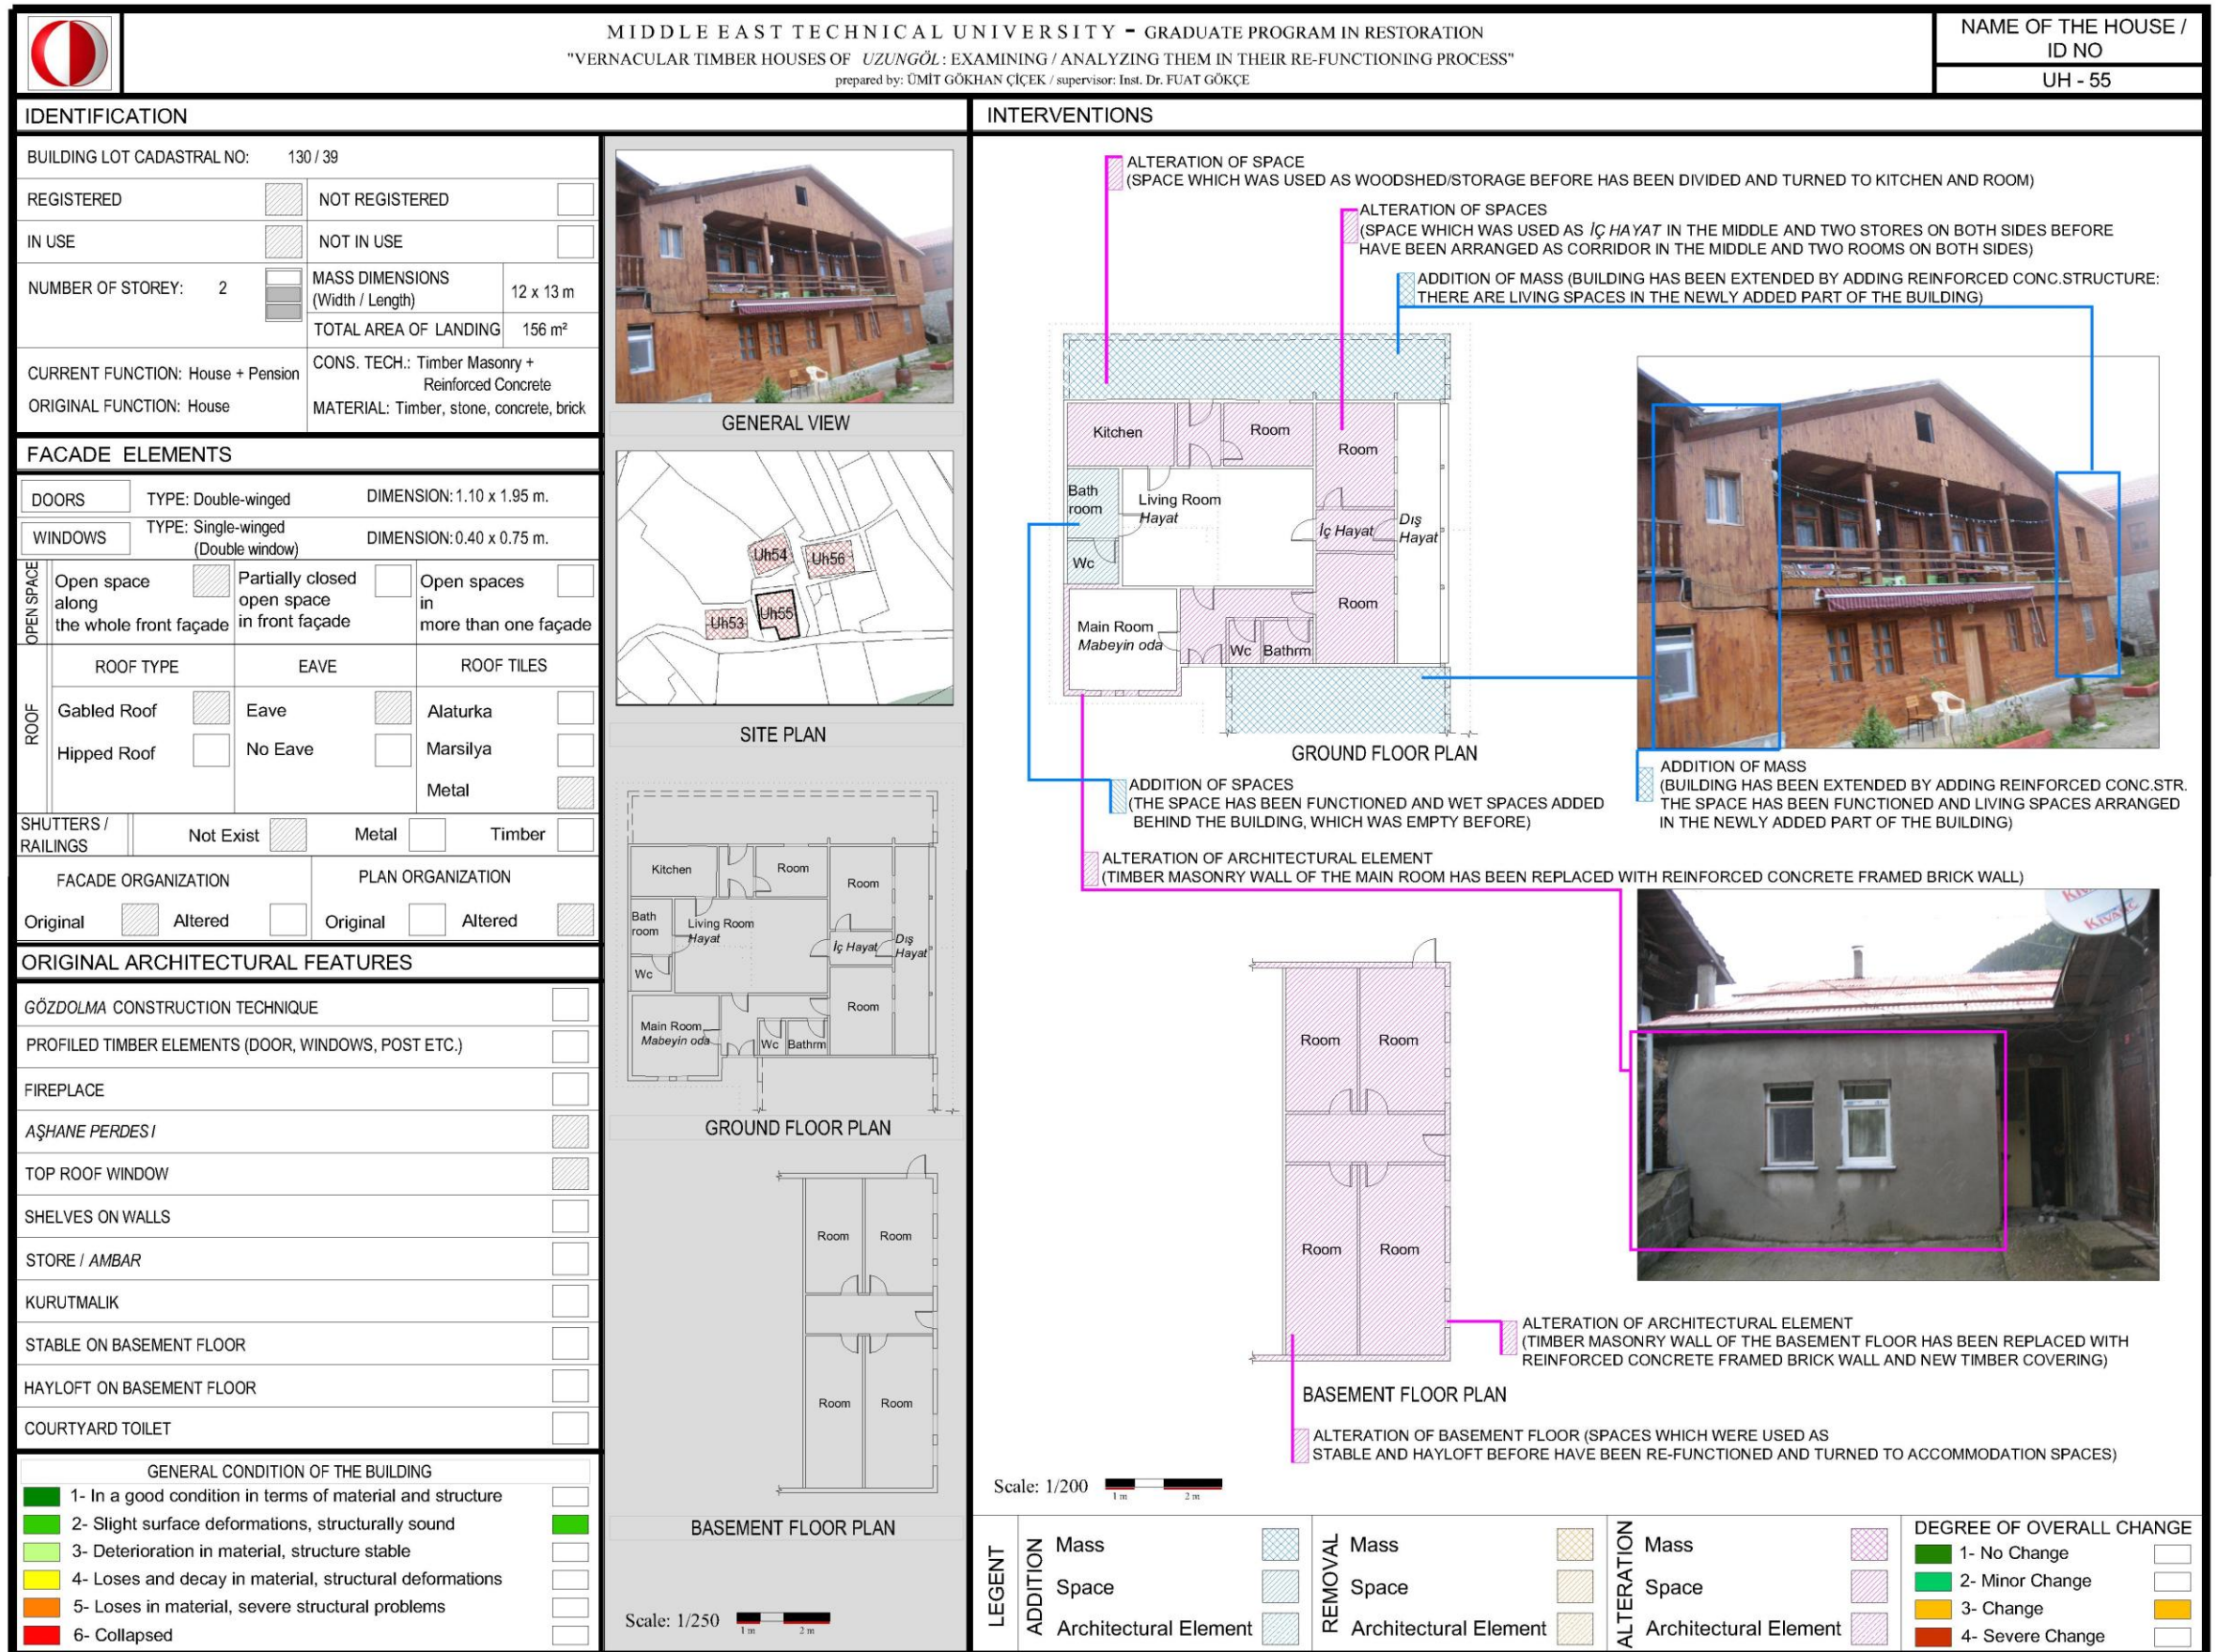 MIDDLE EAST TECHNICAL UNIVERSITY - GRADUATE PROGRAM IN RESTORATION
"VERNACULAR TIMBER HOUSES OF UZUNGÖL: EXAMINING / ANALYZING THEM IN THEIR RE-FUNCTIONING PROCESS"
prepared by: ÜMİT GÖKHAN ÇİÇEK / supervisor: Inst. Dr. FUAT GÖKÇE
NAME OF THE HOUSE /
ID NO
UH - 55
IDENTIFICATION
BUILDING LOT CADASTRAL NO: 130 / 39
REGISTERED
NOT REGISTERED
IN USE
NOT IN USE
NUMBER OF STOREY: 2
MASS DIMENSIONS
(Width / Length)
12 x 13 m
TOTAL AREA OF LANDING
156 m²
CURRENT FUNCTION: House + Pension
ORIGINAL FUNCTION: House
CONS. TECH.: Timber Masonry +
Reinforced Concrete
MATERIAL: Timber, stone, concrete, brick
FACADE ELEMENTS
DOORS
TYPE: Double-winged
DIMENSION: 1.10 x 1.95 m.
WINDOWS
TYPE: Single-winged
(Double window)
DIMENSION: 0.40 x 0.75 m.
OPEN SPACE
Open space
along
the whole front façade
Partially closed
open space
in front façade
Open spaces
in
more than one façade
ROOF
ROOF TYPE
EAVE
ROOF TILES
Gabled Roof
Eave
Alaturka
Hipped Roof
No Eave
Marsilya
Metal
SHUTTERS /
RAILINGS
Not Exist
Metal
Timber
FACADE ORGANIZATION
PLAN ORGANIZATION
Original
Altered
Original
Altered
ORIGINAL ARCHITECTURAL FEATURES
GÖZDOLMA CONSTRUCTION TECHNIQUE
PROFILED TIMBER ELEMENTS (DOOR, WINDOWS, POST ETC.)
FIREPLACE
AŞHANE PERDESI
TOP ROOF WINDOW
SHELVES ON WALLS
STORE / AMBAR
KURUTMALIK
STABLE ON BASEMENT FLOOR
HAYLOFT ON BASEMENT FLOOR
COURTYARD TOILET
GENERAL CONDITION OF THE BUILDING
1- In a good condition in terms of material and structure
2- Slight surface deformations, structurally sound
3- Deterioration in material, structure stable
4- Loses and decay in material, structural deformations
5- Loses in material, severe structural problems
6- Collapsed
GENERAL VIEW
Uh54
Uh56
Uh55
Uh53
SITE PLAN
Kitchen
Room
Room
Bath
room
Living Room
Hayat
İç Hayat
Dış
Hayat
Wc
Room
Main Room
Mabeyin oda
Wc
Bathrm
GROUND FLOOR PLAN
Room
Room
Room
Room
BASEMENT FLOOR PLAN
Scale: 1/250
1 m
2 m
INTERVENTIONS
ALTERATION OF SPACE
(SPACE WHICH WAS USED AS WOODSHED/STORAGE BEFORE HAS BEEN DIVIDED AND TURNED TO KITCHEN AND ROOM)
ALTERATION OF SPACES
(SPACE WHICH WAS USED AS İÇ HAYAT IN THE MIDDLE AND TWO STORES ON BOTH SIDES BEFORE
HAVE BEEN ARRANGED AS CORRIDOR IN THE MIDDLE AND TWO ROOMS ON BOTH SIDES)
ADDITION OF MASS (BUILDING HAS BEEN EXTENDED BY ADDING REINFORCED CONC.STRUCTURE:
THERE ARE LIVING SPACES IN THE NEWLY ADDED PART OF THE BUILDING)
Kitchen
Room
Room
Bath
room
Living Room
Hayat
İç Hayat
Dış
Hayat
Wc
Room
Main Room
Mabeyin oda
Wc
Bathrm
GROUND FLOOR PLAN
ADDITION OF SPACES
(THE SPACE HAS BEEN FUNCTIONED AND WET SPACES ADDED
BEHIND THE BUILDING, WHICH WAS EMPTY BEFORE)
ADDITION OF MASS
(BUILDING HAS BEEN EXTENDED BY ADDING REINFORCED CONC.STR.
THE SPACE HAS BEEN FUNCTIONED AND LIVING SPACES ARRANGED
IN THE NEWLY ADDED PART OF THE BUILDING)
ALTERATION OF ARCHITECTURAL ELEMENT
(TIMBER MASONRY WALL OF THE MAIN ROOM HAS BEEN REPLACED WITH REINFORCED CONCRETE FRAMED BRICK WALL)
KIVANÇ
Room
Room
Room
Room
ALTERATION OF ARCHITECTURAL ELEMENT
(TIMBER MASONRY WALL OF THE BASEMENT FLOOR HAS BEEN REPLACED WITH
REINFORCED CONCRETE FRAMED BRICK WALL AND NEW TIMBER COVERING)
BASEMENT FLOOR PLAN
ALTERATION OF BASEMENT FLOOR (SPACES WHICH WERE USED AS
STABLE AND HAYLOFT BEFORE HAVE BEEN RE-FUNCTIONED AND TURNED TO ACCOMMODATION SPACES)
Scale: 1/200
1 m
2 m
LEGENT
ADDITION
Mass
Space
Architectural Element
REMOVAL
Mass
Space
Architectural Element
ALTERATION
Mass
Space
Architectural Element
DEGREE OF OVERALL CHANGE
1- No Change
2- Minor Change
3- Change
4- Severe Change